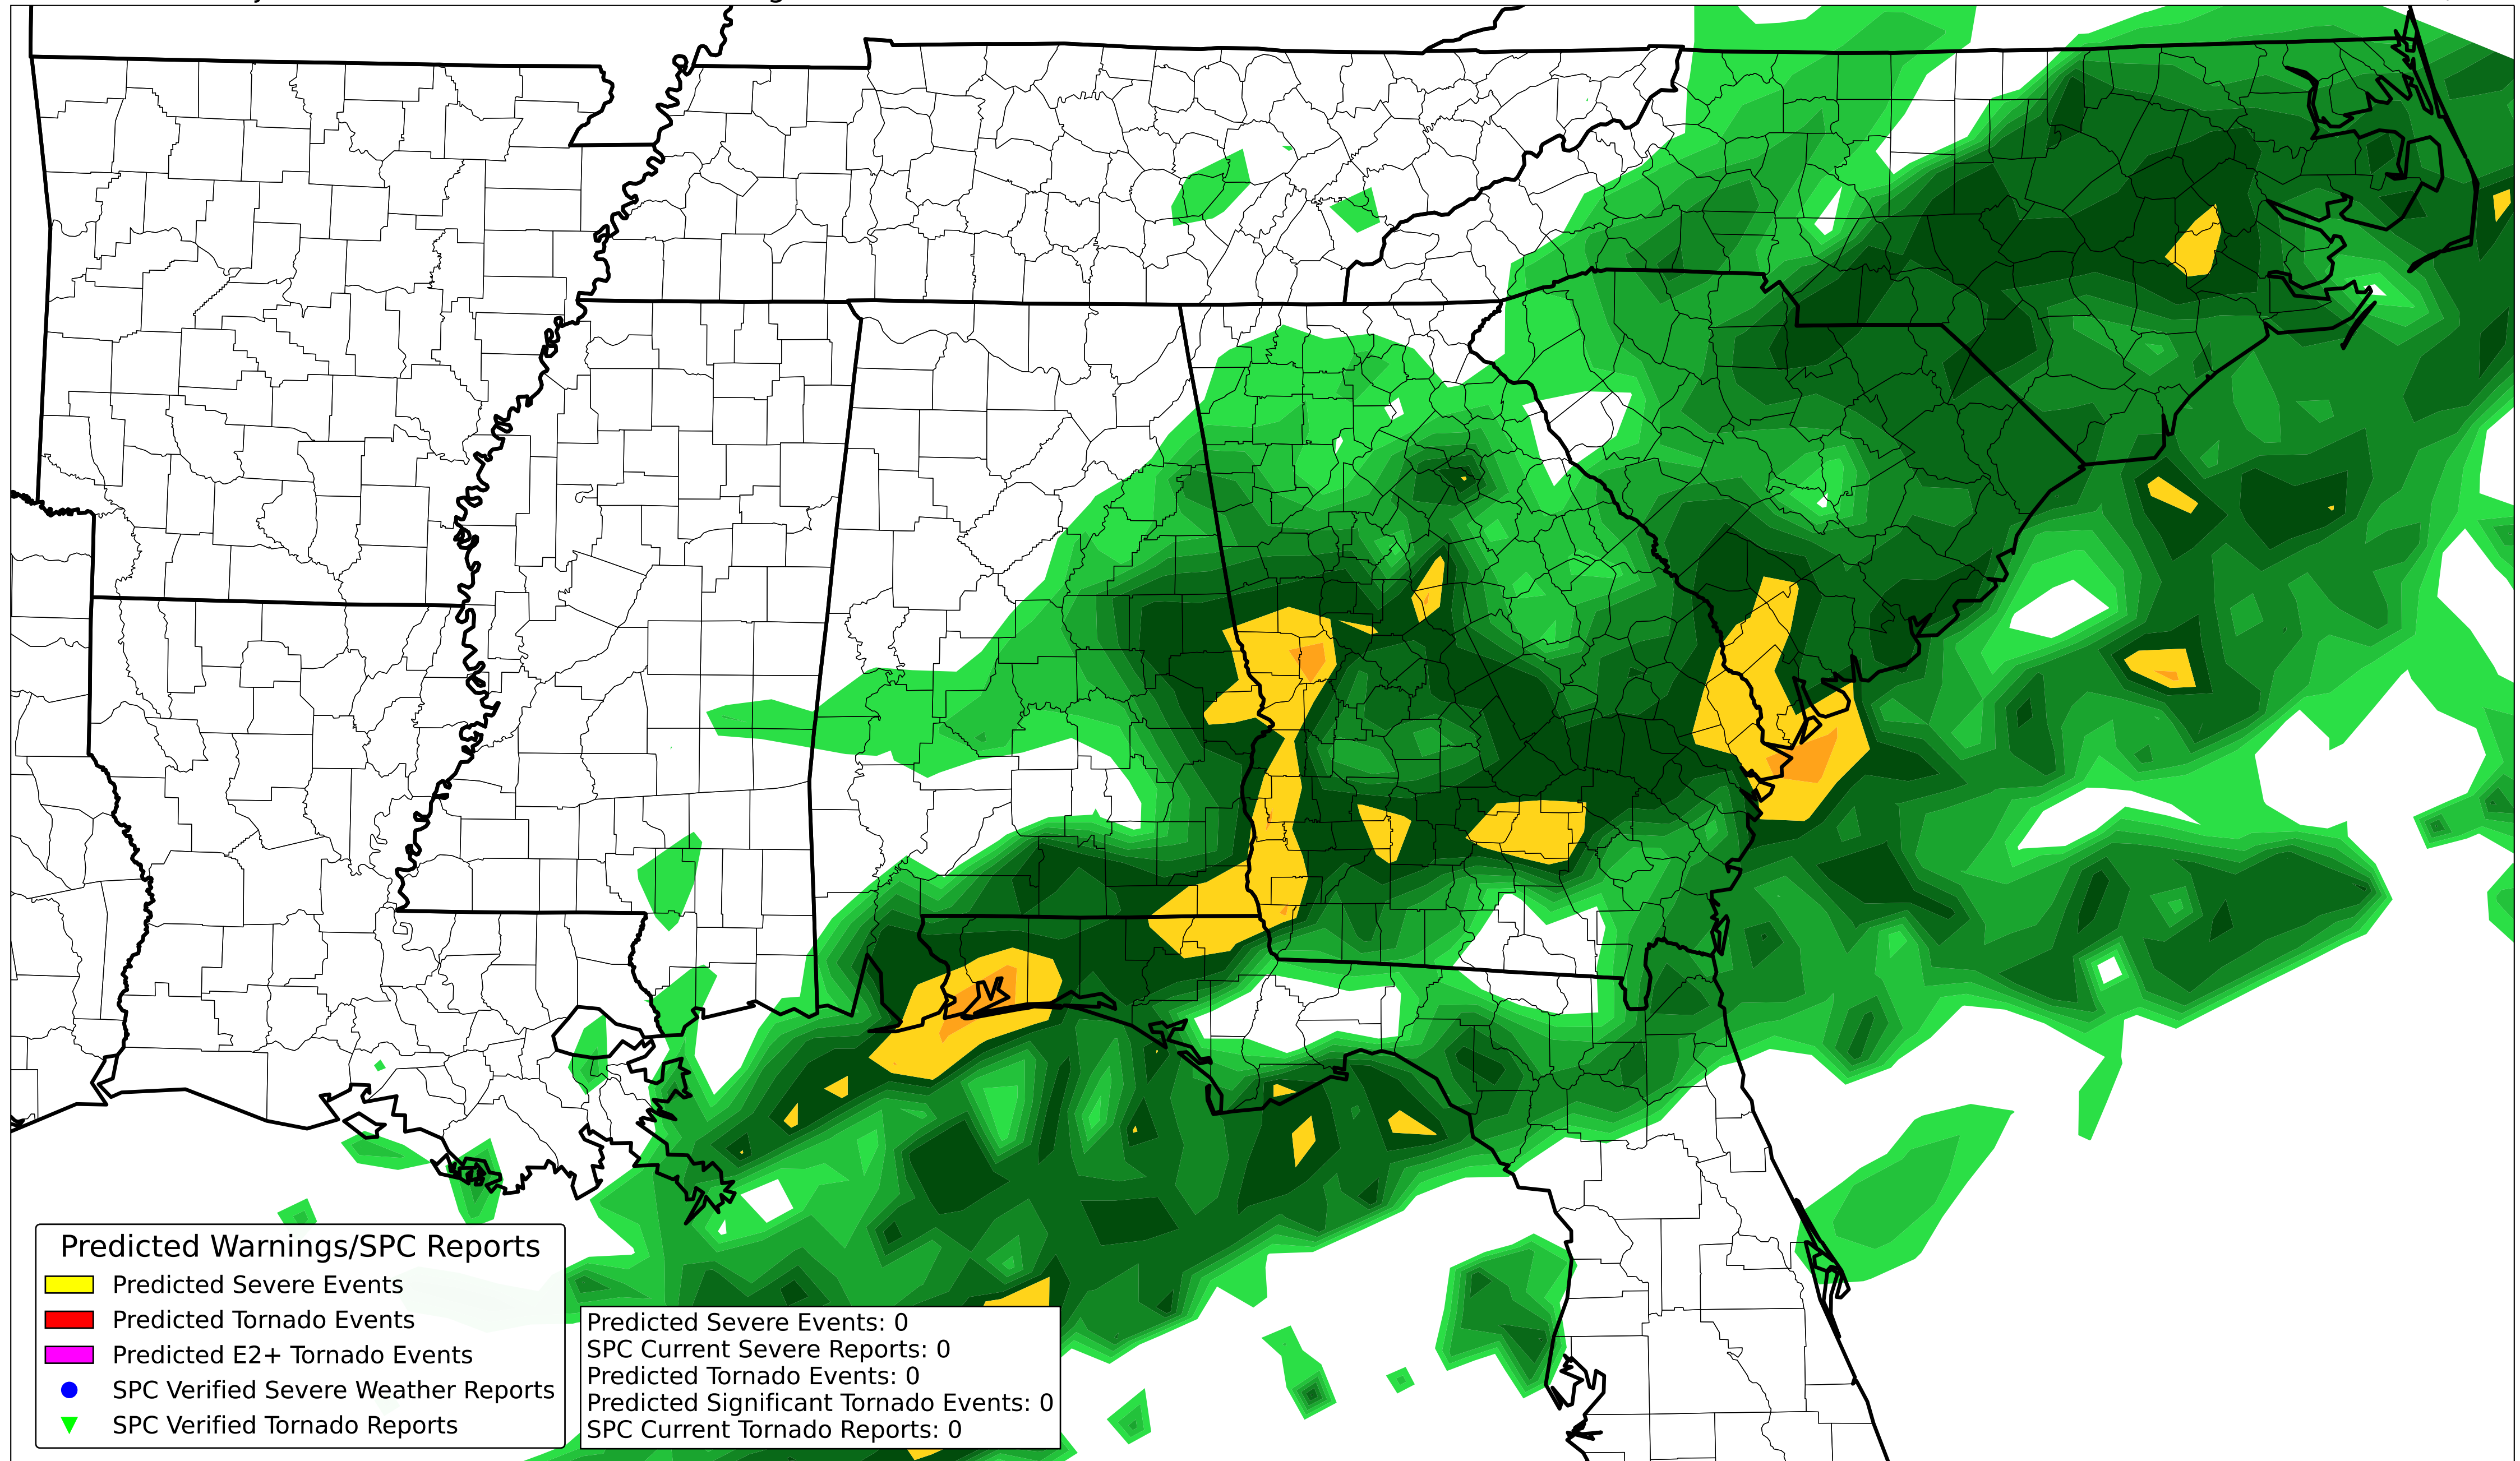 Predicted Warnings/SPC Reports
Predicted Severe Events
Predicted Tornado Events
Predicted E2+ Tornado Events
SPC Verified Severe Weather Reports
SPC Verified Tornado Reports
Predicted Severe Events: 0
SPC Current Severe Reports: 0
Predicted Tornado Events: 0
Predicted Significant Tornado Events: 0
SPC Current Tornado Reports: 0